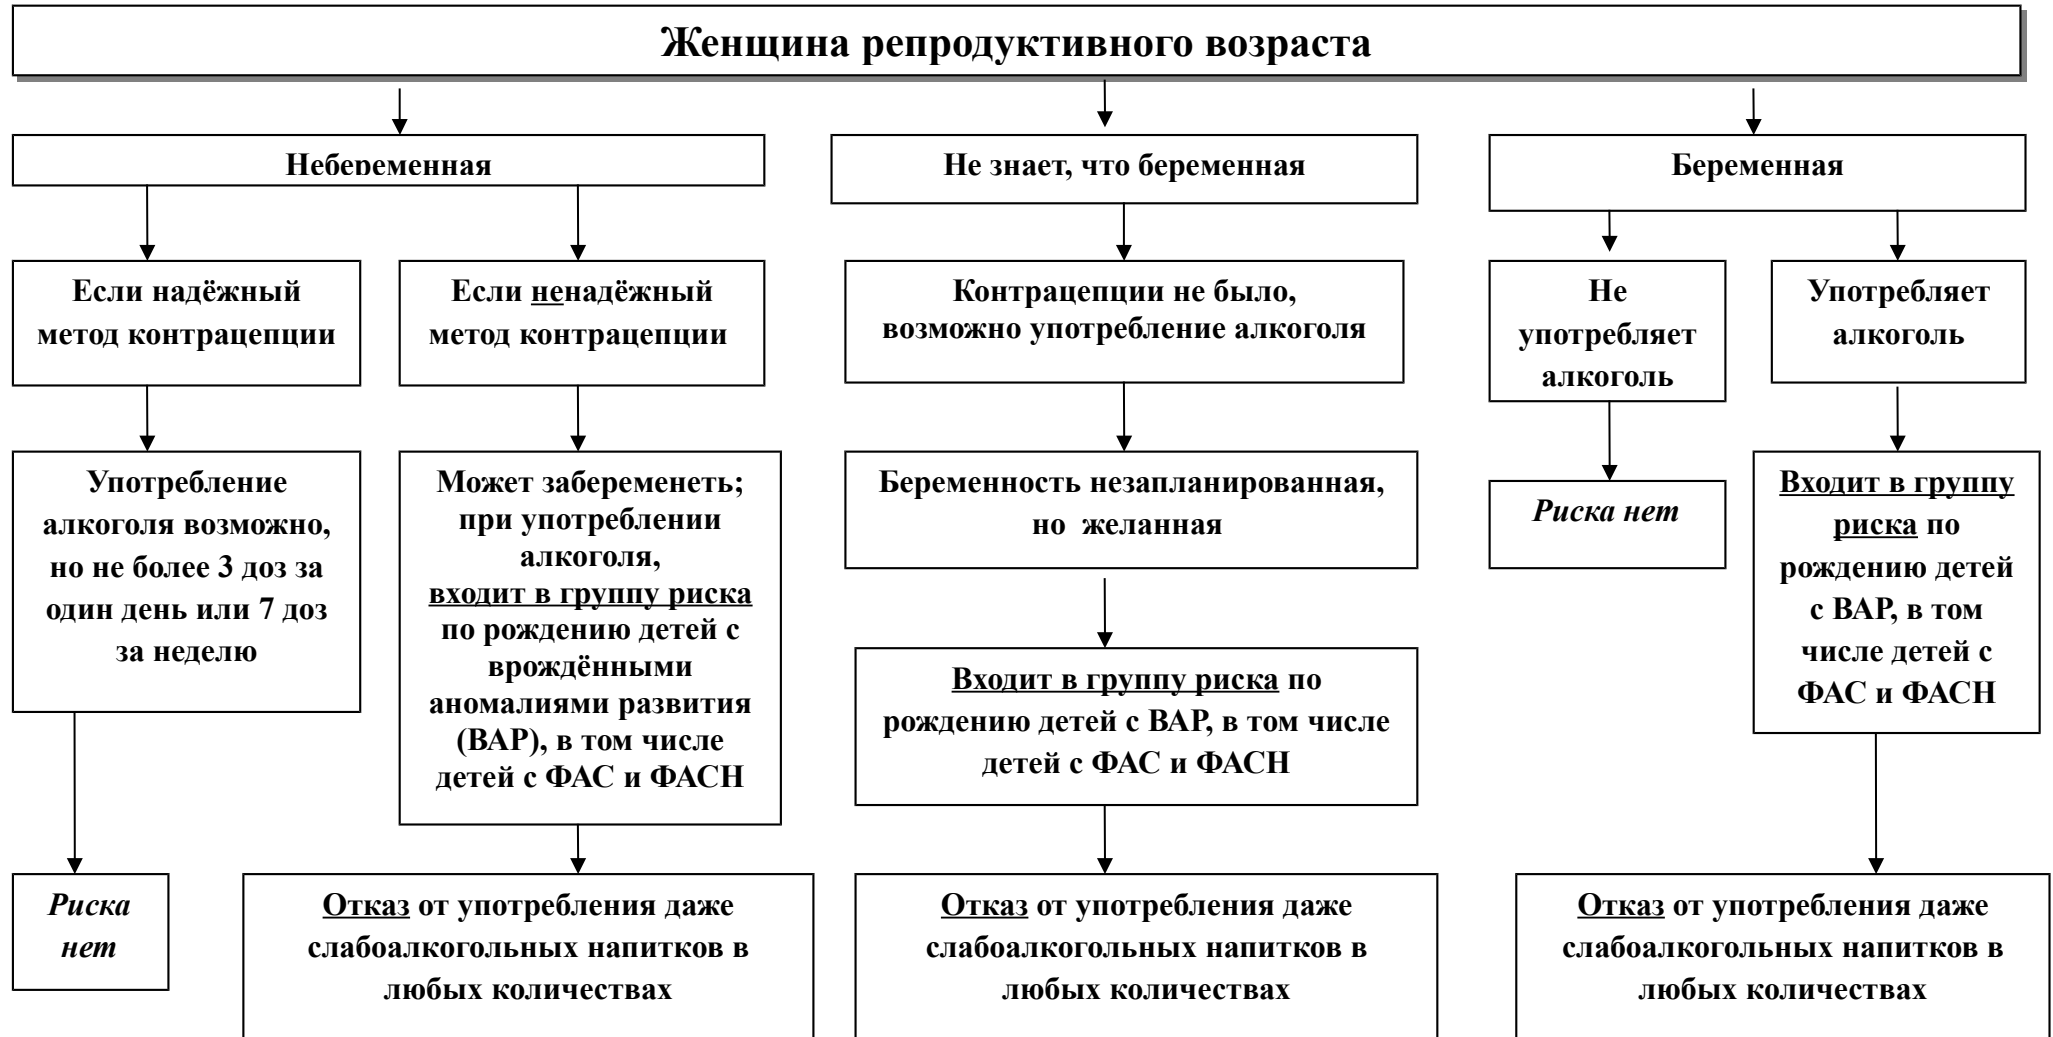 Женщина репродуктивного возраста
Небеременная
Не знает, что беременная
Беременная
Если надёжный
метод контрацепции
Если ненадёжный
метод контрацепции
Контрацепции не было,
возможно употребление алкоголя
Не
употребляет
алкоголь
Употребляет
алкоголь
Употребление
алкоголя возможно,
но не более 3 доз за
один день или 7 доз
за неделю
Может забеременеть;
при употреблении
алкоголя,
входит в группу риска
по рождению детей с
врождёнными
аномалиями развития
(ВАР), в том числе
детей с ФАС и ФАСН
Беременность незапланированная,
но желанная
Риска нет
Входит в группу
риска по
рождению детей
с ВАР, в том
числе детей с
ФАС и ФАСН
Входит в группу риска по
рождению детей с ВАР, в том числе
детей с ФАС и ФАСН
Риска
нет
Отказ от употребления даже
слабоалкогольных напитков в
любых количествах
Отказ от употребления даже
слабоалкогольных напитков в
любых количествах
Отказ от употребления даже
слабоалкогольных напитков в
любых количествах